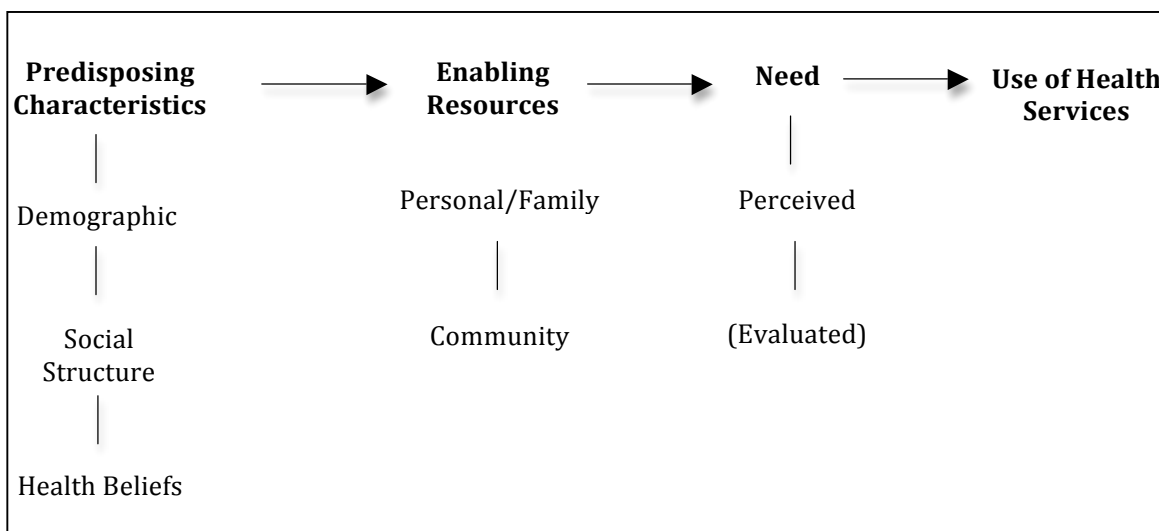 Predisposing
Characteristics
Enabling
Resources
Need
Use of Health
Services
Demographic
Personal/Family
Perceived
Social
Structure
Community
(Evaluated)
Health Beliefs